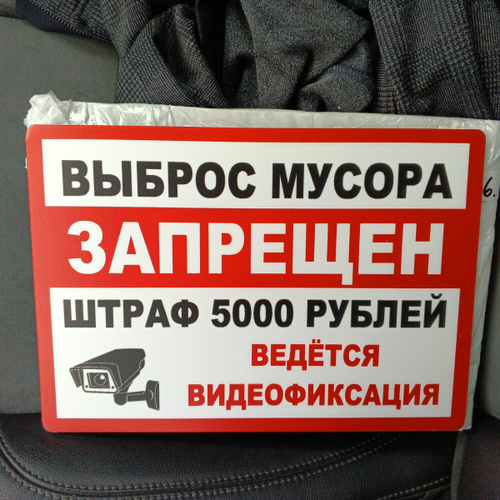 ВЫБРОС МУСОРА
ЗАПРЕЩЕН
ШТРАФ 5000 РУБЛЕЙ
ВЕДЁТСЯ
ВИДЕОФИКСАЦИЯ